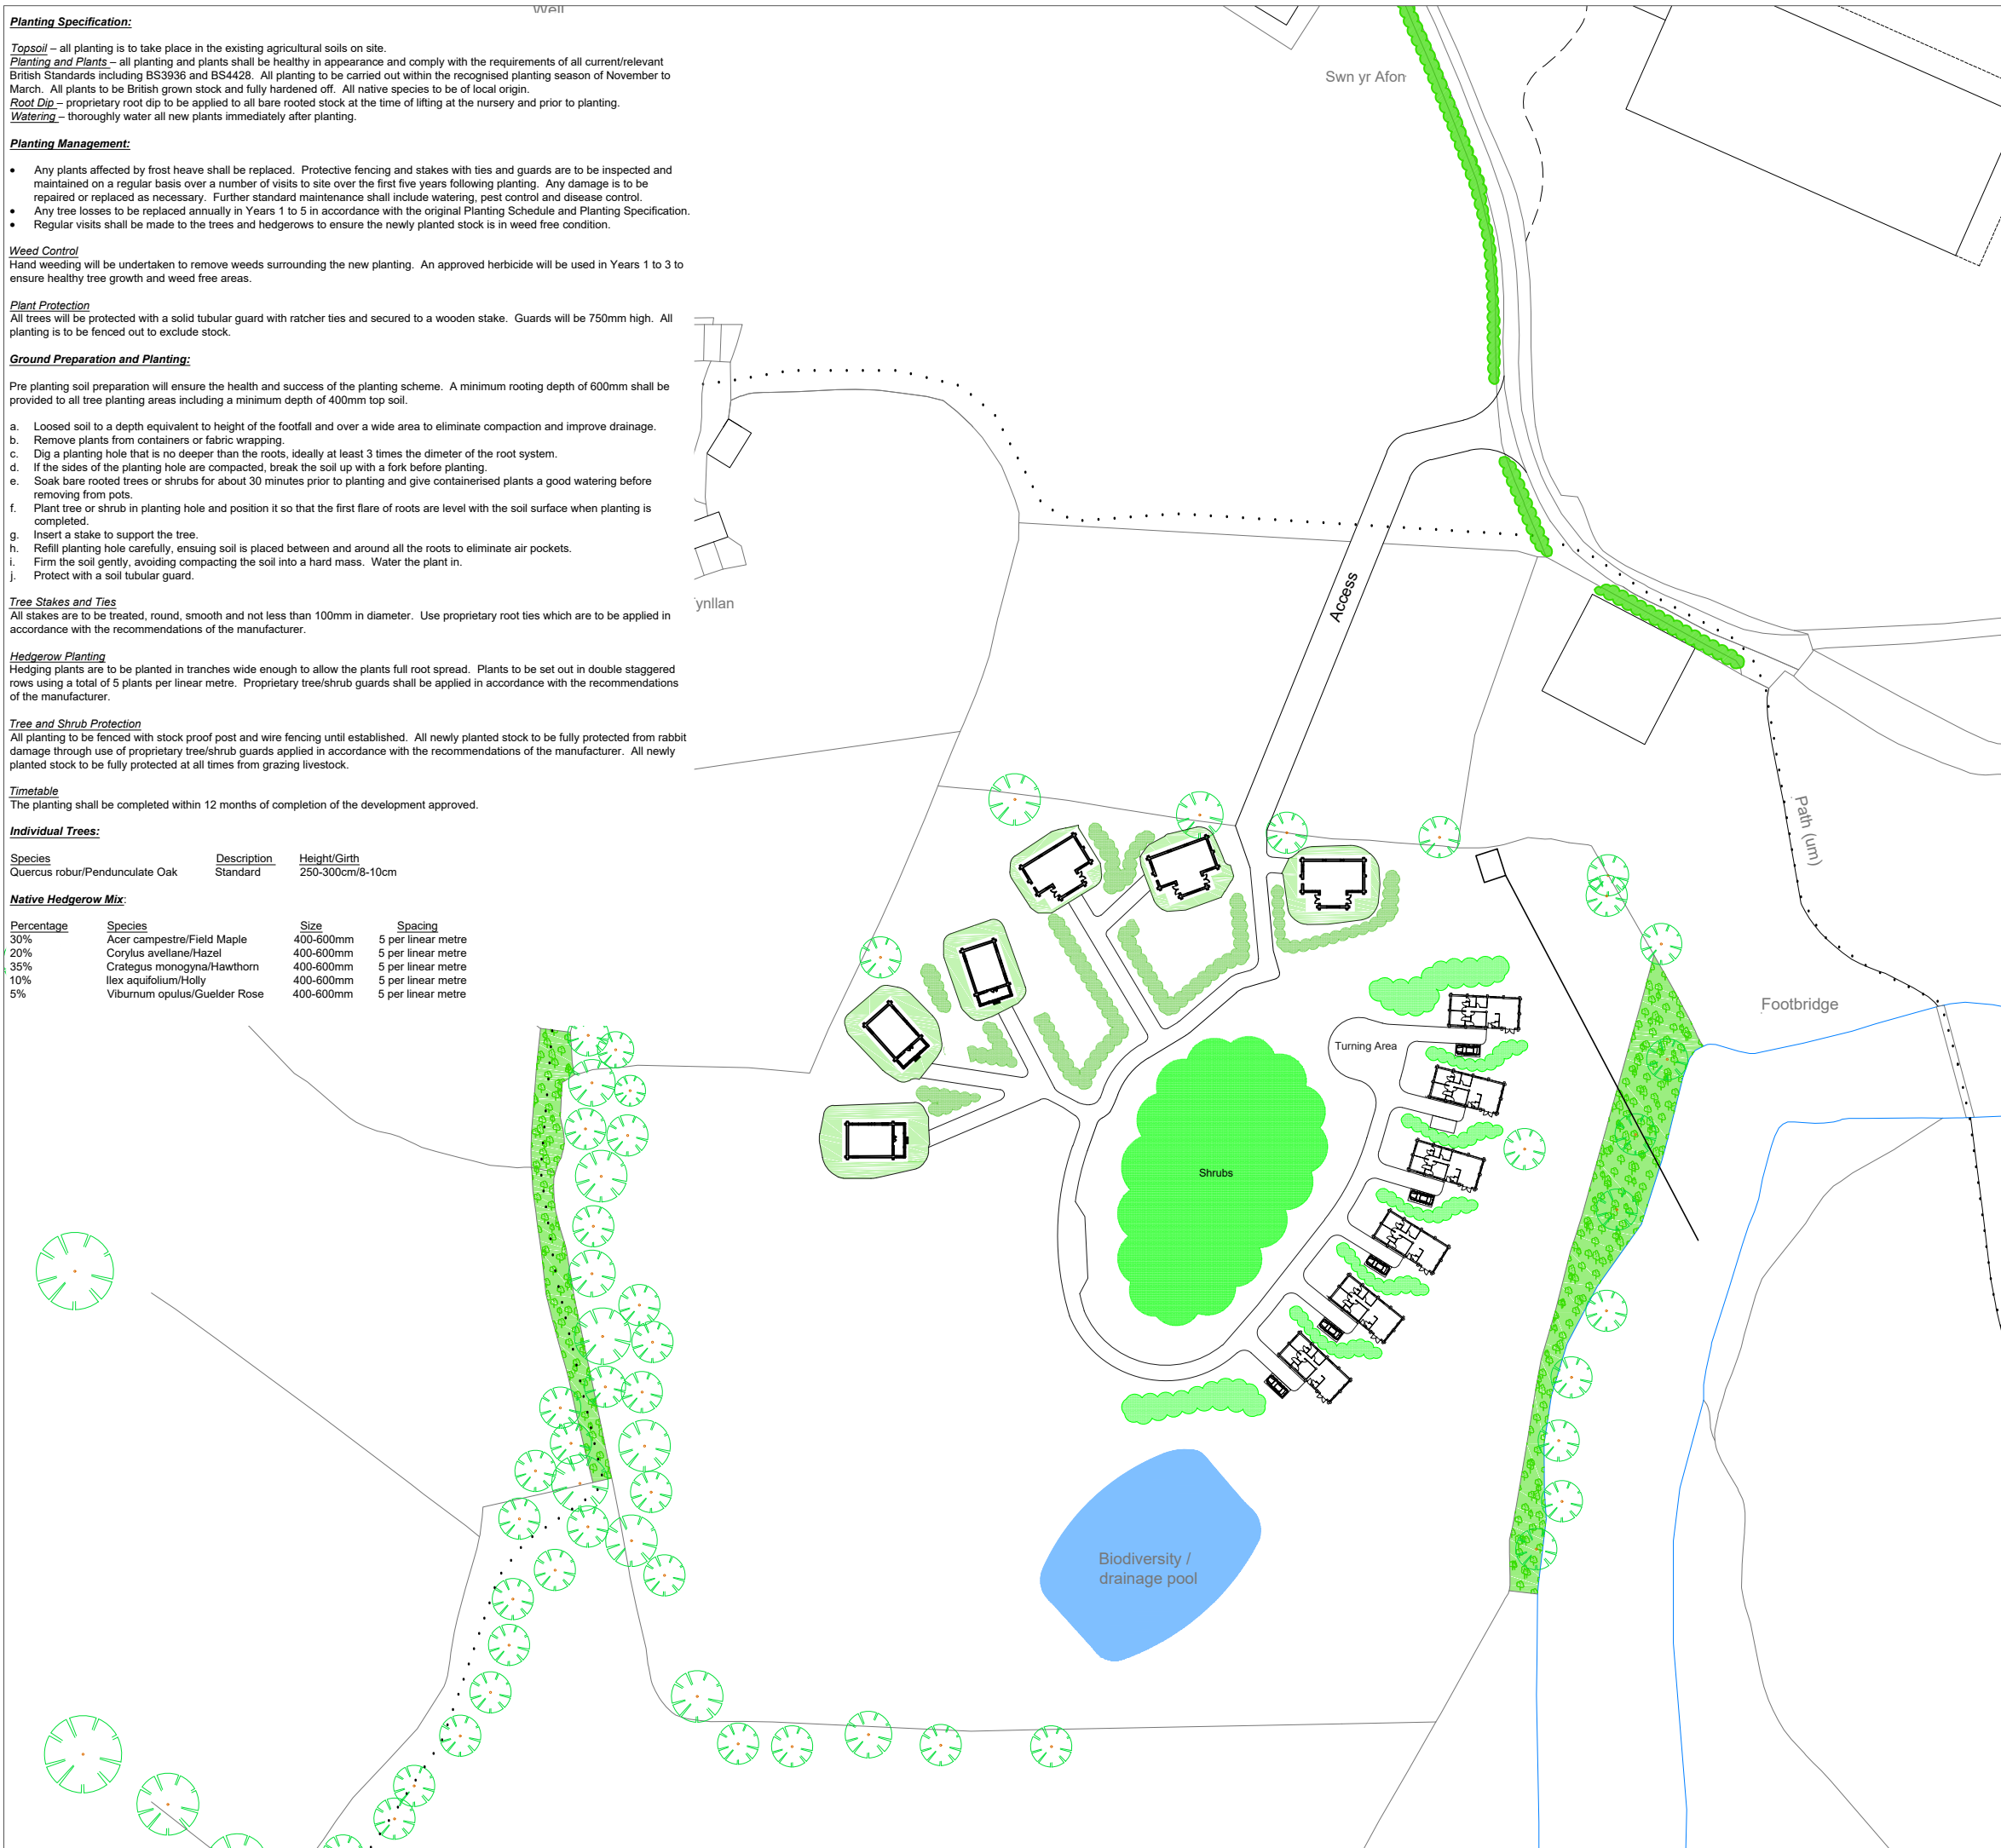 Planting Specification:
Topsoil – all planting is to take place in the existing agricultural soils on site.
Planting and Plants – all planting and plants shall be healthy in appearance and comply with the requirements of all current/relevant
British Standards including BS3936 and BS4428. All planting to be carried out within the recognised planting season of November to
March. All plants to be British grown stock and fully hardened off. All native species to be of local origin.
Root Dip – proprietary root dip to be applied to all bare rooted stock at the time of lifting at the nursery and prior to planting.
Watering – thoroughly water all new plants immediately after planting.
Planting Management:
• Any plants affected by frost heave shall be replaced. Protective fencing and stakes with ties and guards are to be inspected and
maintained on a regular basis over a number of visits to site over the first five years following planting. Any damage is to be
repaired or replaced as necessary. Further standard maintenance shall include watering, pest control and disease control.
• Any tree losses to be replaced annually in Years 1 to 5 in accordance with the original Planting Schedule and Planting Specification.
• Regular visits shall be made to the trees and hedgerows to ensure the newly planted stock is in weed free condition.
Weed Control
Hand weeding will be undertaken to remove weeds surrounding the new planting. An approved herbicide will be used in Years 1 to 3 to
ensure healthy tree growth and weed free areas.
Plant Protection
All trees will be protected with a solid tubular guard with ratcher ties and secured to a wooden stake. Guards will be 750mm high. All
planting is to be fenced out to exclude stock.
Ground Preparation and Planting:
Pre planting soil preparation will ensure the health and success of the planting scheme. A minimum rooting depth of 600mm shall be
provided to all tree planting areas including a minimum depth of 400mm top soil.
a. Loosed soil to a depth equivalent to height of the footfall and over a wide area to eliminate compaction and improve drainage.
b. Remove plants from containers or fabric wrapping.
c. Dig a planting hole that is no deeper than the roots, ideally at least 3 times the dimeter of the root system.
d. If the sides of the planting hole are compacted, break the soil up with a fork before planting.
e. Soak bare rooted trees or shrubs for about 30 minutes prior to planting and give containerised plants a good watering before
removing from pots.
f. Plant tree or shrub in planting hole and position it so that the first flare of roots are level with the soil surface when planting is
completed.
g. Insert a stake to support the tree.
h. Refill planting hole carefully, ensuing soil is placed between and around all the roots to eliminate air pockets.
i. Firm the soil gently, avoiding compacting the soil into a hard mass. Water the plant in.
j. Protect with a soil tubular guard.
Tree Stakes and Ties
All stakes are to be treated, round, smooth and not less than 100mm in diameter. Use proprietary root ties which are to be applied in
accordance with the recommendations of the manufacturer.
Hedgerow Planting
Hedging plants are to be planted in tranches wide enough to allow the plants full root spread. Plants to be set out in double staggered
rows using a total of 5 plants per linear metre. Proprietary tree/shrub guards shall be applied in accordance with the recommendations
of the manufacturer.
Tree and Shrub Protection
All planting to be fenced with stock proof post and wire fencing until established. All newly planted stock to be fully protected from rabbit
damage through use of proprietary tree/shrub guards applied in accordance with the recommendations of the manufacturer. All newly
planted stock to be fully protected at all times from grazing livestock.
Timetable
The planting shall be completed within 12 months of completion of the development approved.
Individual Trees:
Species Description Height/Girth
Quercus robur/Pendunculate Oak Standard 250-300cm/8-10cm
Native Hedgerow Mix:
Percentage Species Size Spacing
30% Acer campestre/Field Maple 400-600mm 5 per linear metre
20% Corylus avellane/Hazel 400-600mm 5 per linear metre
35% Crategus monogyna/Hawthorn 400-600mm 5 per linear metre
10% Ilex aquifolium/Holly 400-600mm 5 per linear metre
5% Viburnum opulus/Guelder Rose 400-600mm 5 per linear metre
Well
Swn yr Afon
Access
ynllan
Path (um)
Footbridge
Turning Area
Shrubs
Biodiversity /
drainage pool